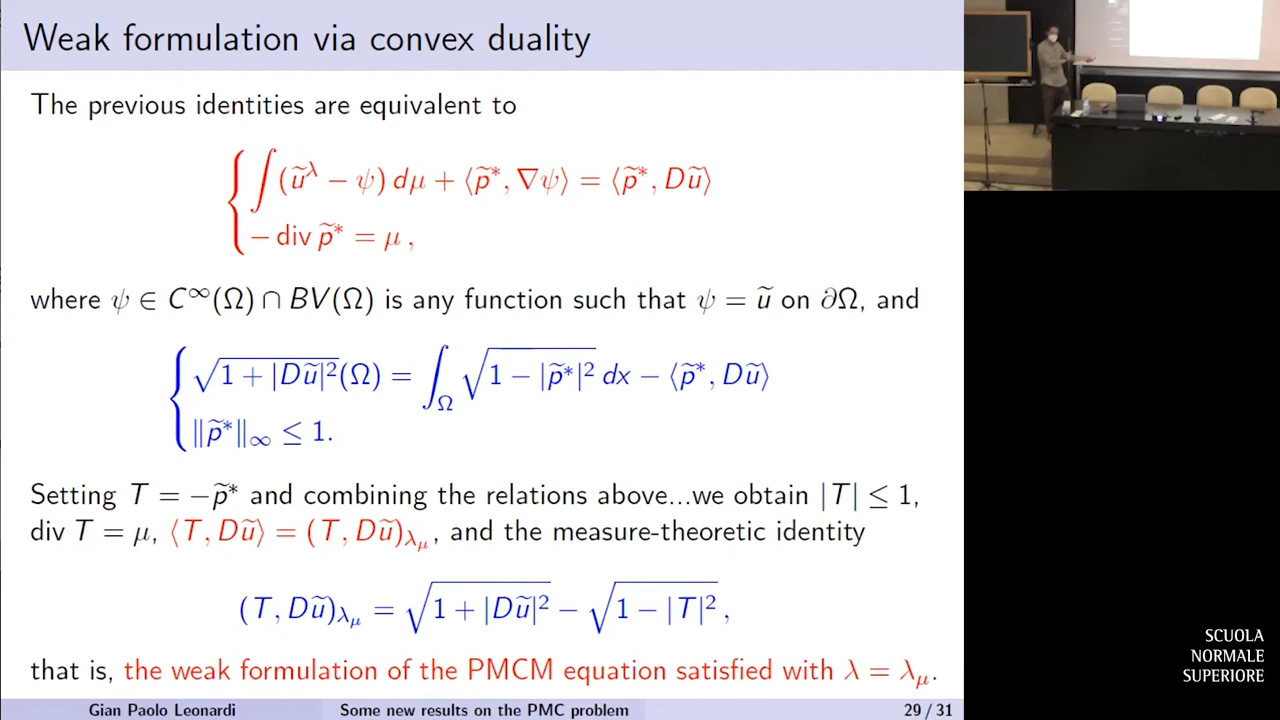 Weak formulation via convex duality
The previous identities are equivalent to
∫(ũ^λ − ψ) dμ + ⟨p̃*, ∇ψ⟩ = ⟨p̃*, Dũ⟩
− div p̃* = μ ,
where ψ ∈ C^∞(Ω) ∩ BV(Ω) is any function such that ψ = ũ on ∂Ω, and
√(1 + |Dũ|²)(Ω) = ∫_Ω √(1 − |p̃*|²) dx − ⟨p̃*, Dũ⟩
‖p̃*‖_∞ ≤ 1.
Setting T = −p̃* and combining the relations above...we obtain |T| ≤ 1,
div T = μ, ⟨T, Dũ⟩ = (T, Dũ)_{λ_μ}, and the measure-theoretic identity
(T, Dũ)_{λ_μ} = √(1 + |Dũ|²) − √(1 − |T|²) ,
that is, the weak formulation of the PMCM equation satisfied with λ = λ_μ.
Gian Paolo Leonardi Some new results on the PMC problem 29 / 31
SCUOLA
NORMALE
SUPERIORE